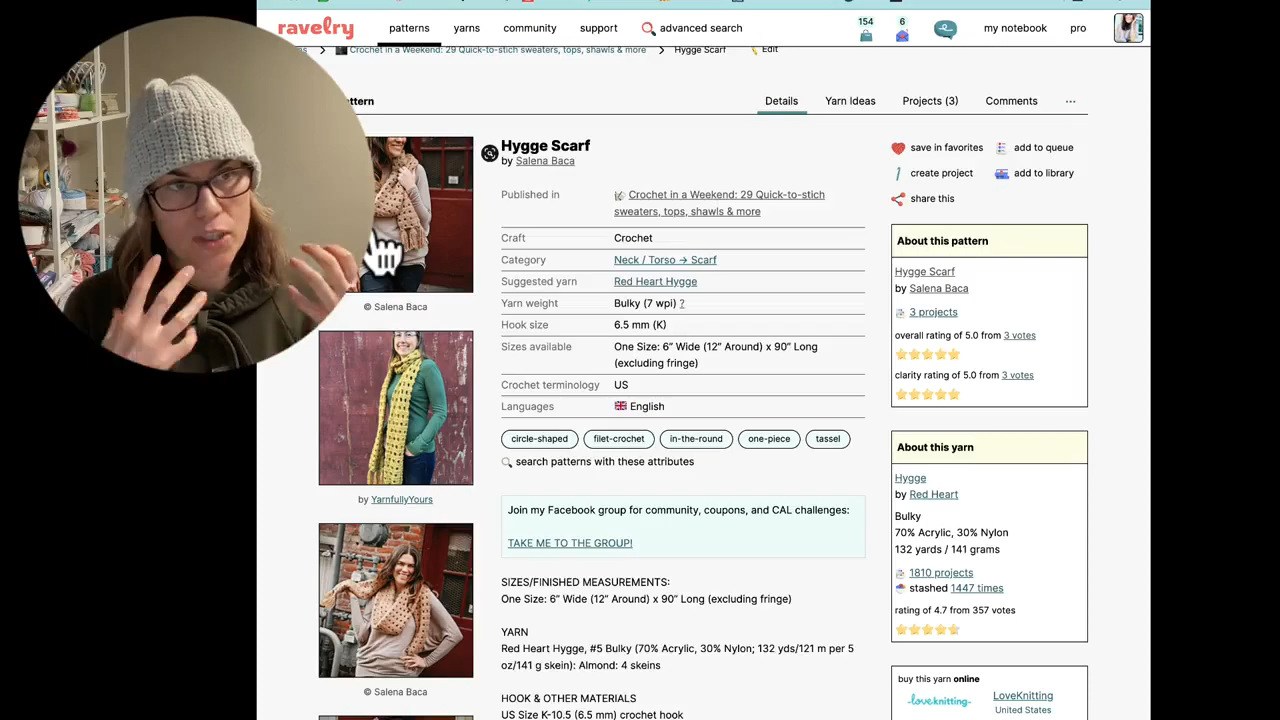 ravelry
patterns
yarns
community
support
advanced search
154
6
my notebook
pro
Crochet in a Weekend: 29 Quick-to-stich sweaters, tops, shawls & more
Hygge Scarf
Edit
Details
Yarn Ideas
Projects (3)
Comments
...
© Salena Baca
by YarnfullyYours
© Salena Baca
Hygge Scarf
by Salena Baca
Published in Crochet in a Weekend: 29 Quick-to-stich
sweaters, tops, shawls & more
Craft Crochet
Category Neck / Torso → Scarf
Suggested yarn Red Heart Hygge
Yarn weight Bulky (7 wpi) ?
Hook size 6.5 mm (K)
Sizes available One Size: 6” Wide (12” Around) x 90” Long
(excluding fringe)
Crochet terminology US
Languages English
circle-shaped
filet-crochet
in-the-round
one-piece
tassel
search patterns with these attributes
Join my Facebook group for community, coupons, and CAL challenges:
TAKE ME TO THE GROUP!
SIZES/FINISHED MEASUREMENTS:
One Size: 6” Wide (12” Around) x 90” Long (excluding fringe)
YARN
Red Heart Hygge, #5 Bulky (70% Acrylic, 30% Nylon; 132 yds/121 m per 5
oz/141 g skein): Almond: 4 skeins
HOOK & OTHER MATERIALS
US Size K-10.5 (6.5 mm) crochet hook
save in favorites
add to queue
create project
add to library
share this
About this pattern
Hygge Scarf
by Salena Baca
3 projects
overall rating of 5.0 from 3 votes
clarity rating of 5.0 from 3 votes
About this yarn
Hygge
by Red Heart
Bulky
70% Acrylic, 30% Nylon
132 yards / 141 grams
1810 projects
stashed 1447 times
rating of 4.7 from 357 votes
buy this yarn online
loveknitting
LoveKnitting
United States